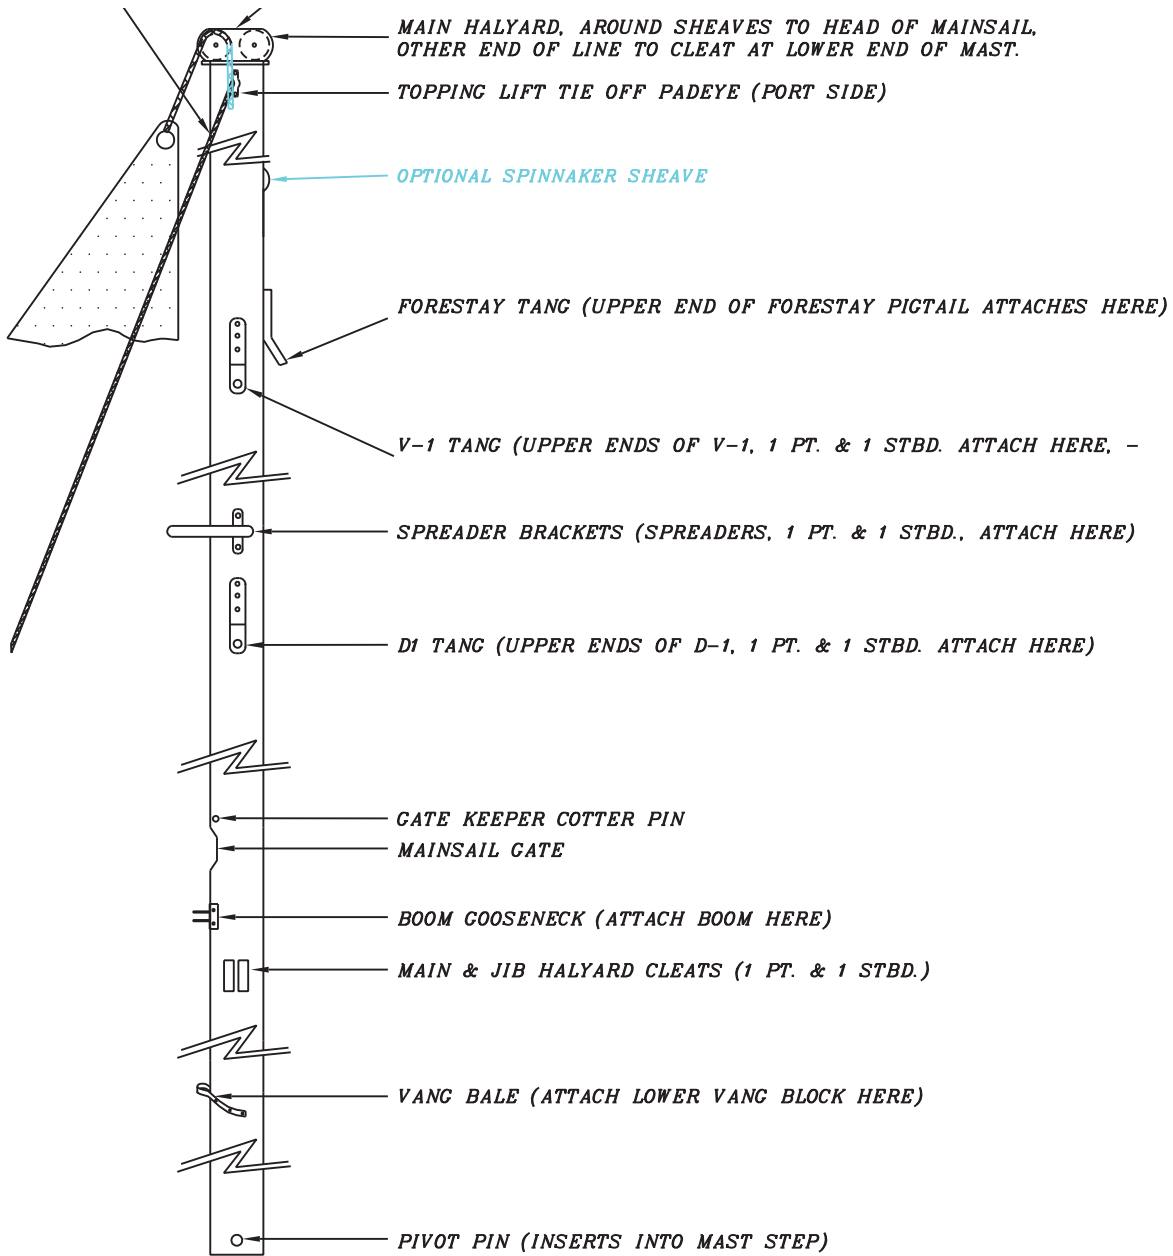 MAIN HALYARD, AROUND SHEAVES TO HEAD OF MAINSAIL,
OTHER END OF LINE TO CLEAT AT LOWER END OF MAST.
TOPPING LIFT TIE OFF PADEYE (PORT SIDE)
OPTIONAL SPINNAKER SHEAVE
FORESTAY TANG (UPPER END OF FORESTAY PIGTAIL ATTACHES HERE)
V-1 TANG (UPPER ENDS OF V-1, 1 PT. & 1 STBD. ATTACH HERE, -
SPREADER BRACKETS (SPREADERS, 1 PT. & 1 STBD., ATTACH HERE)
D1 TANG (UPPER ENDS OF D-1, 1 PT. & 1 STBD. ATTACH HERE)
GATE KEEPER COTTER PIN
MAINSAIL GATE
BOOM GOOSENECK (ATTACH BOOM HERE)
MAIN & JIB HALYARD CLEATS (1 PT. & 1 STBD.)
VANG BALE (ATTACH LOWER VANG BLOCK HERE)
PIVOT PIN (INSERTS INTO MAST STEP)